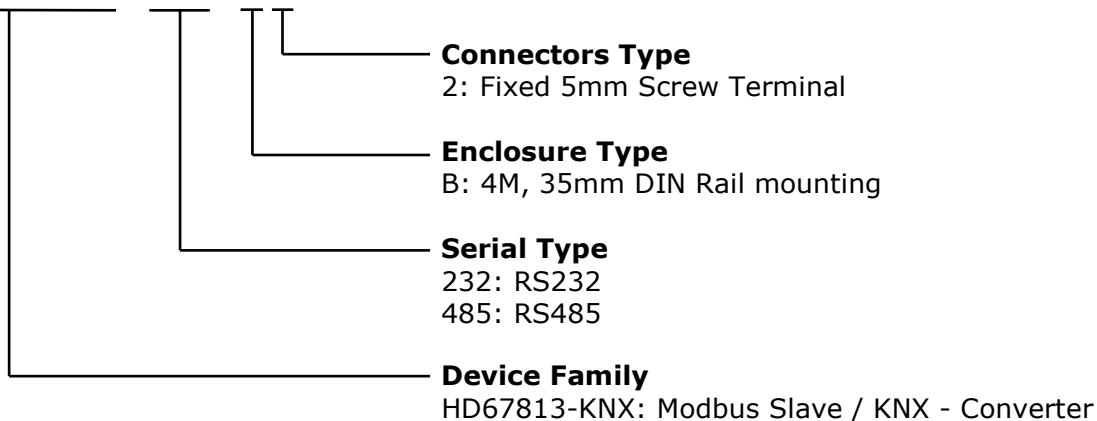 Connectors Type
2: Fixed 5mm Screw Terminal
Enclosure Type
B: 4M, 35mm DIN Rail mounting
Serial Type
232: RS232
485: RS485
Device Family
HD67813-KNX: Modbus Slave / KNX - Converter